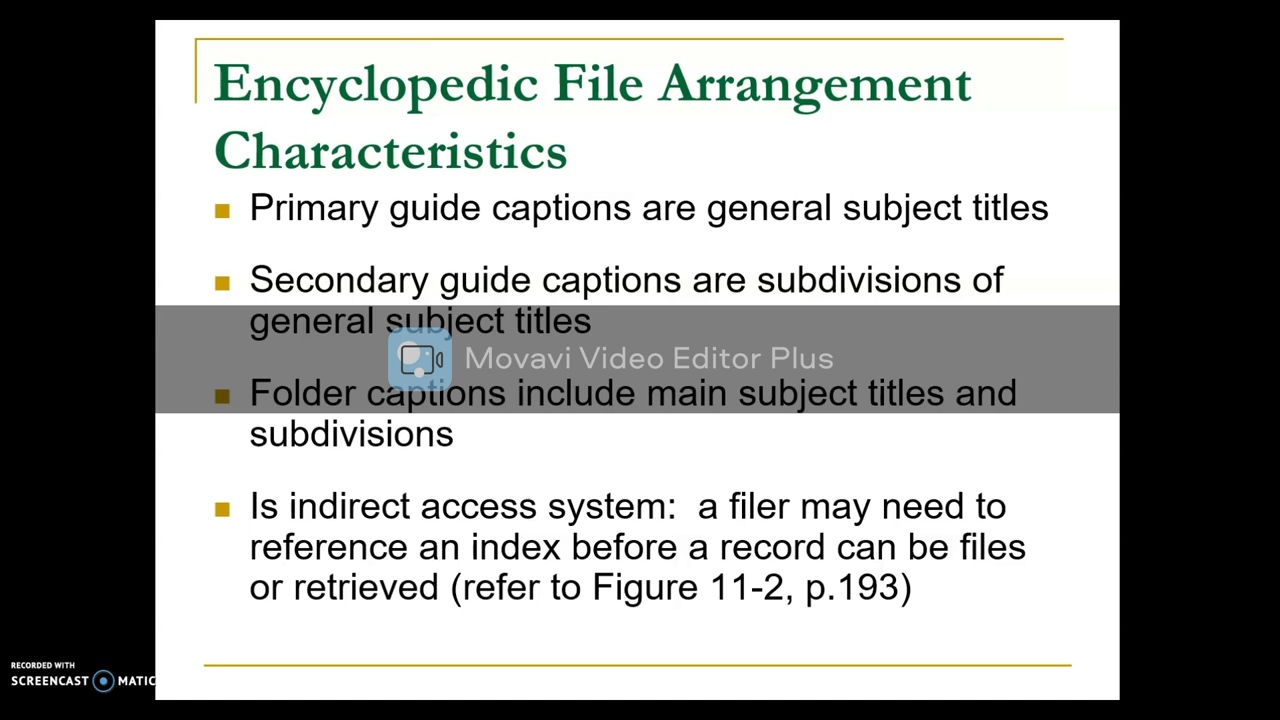 Encyclopedic File Arrangement
Characteristics
Primary guide captions are general subject titles
Secondary guide captions are subdivisions of
general subject titles
Movavi Video Editor Plus
Folder captions include main subject titles and
subdivisions
Is indirect access system:  a filer may need to
reference an index before a record can be files
or retrieved (refer to Figure 11-2, p.193)
RECORDED WITH
SCREENCAST MATIC